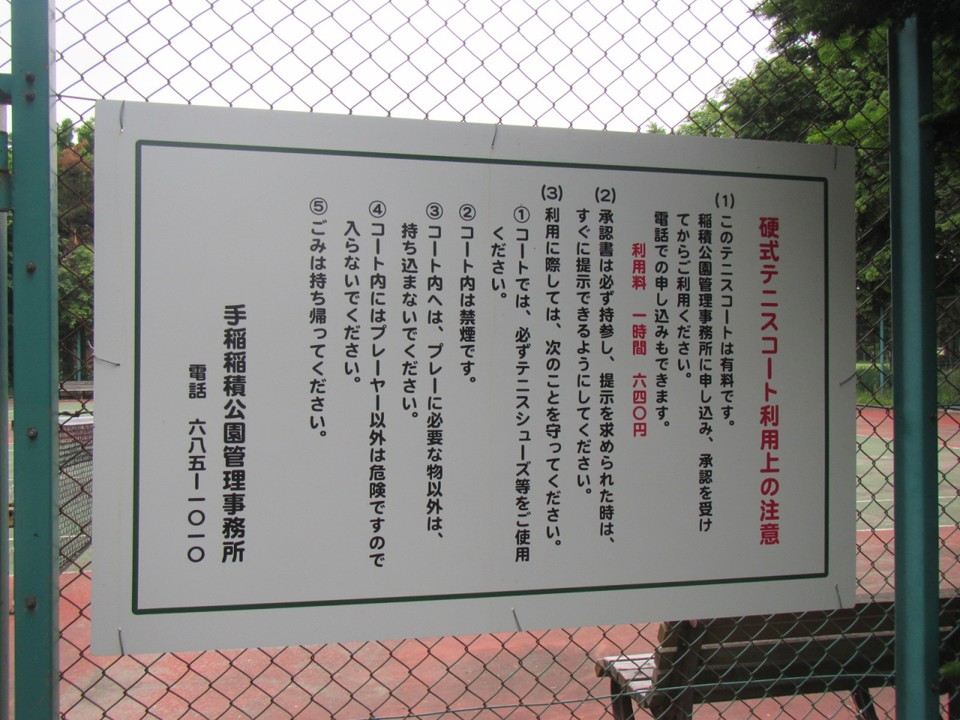 硬式テニスコート利用上の注意
(1)このテニスコートは有料です。
稲積公園管理事務所に申し込み、承認を受け
てからご利用ください。
電話での申し込みもできます。
利用料　一時間　六四〇円
(2)承認書は必ず持参し、提示を求められた時は、
すぐに提示できるようにしてください。
(3)利用に際しては、次のことを守ってください。
①コートでは、必ずテニスシューズ等をご使用
ください。
②コート内は禁煙です。
③コート内へは、プレーに必要な物以外は、
持ち込まないでください。
④コート内にはプレーヤー以外は危険ですので
入らないでください。
⑤ごみは持ち帰ってください。
手稲稲積公園管理事務所
電話　六八五ー一〇一〇